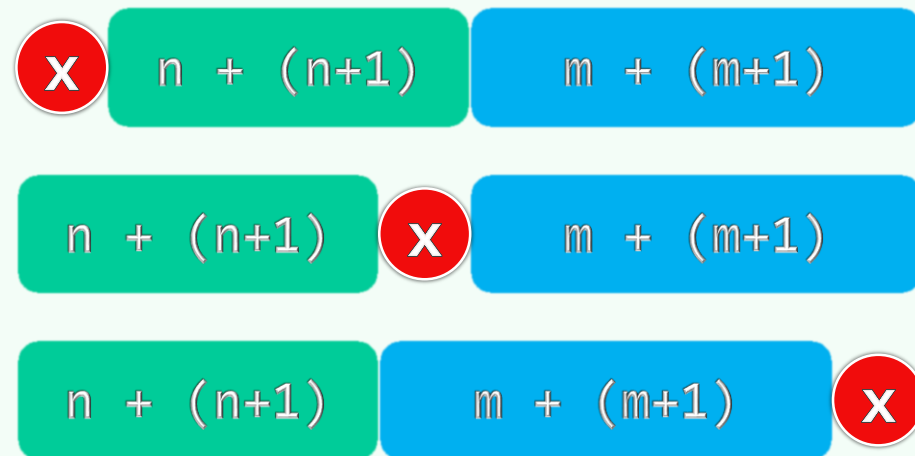 x n + (n+1) m + (m+1)
n + (n+1) x m + (m+1)
n + (n+1) m + (m+1) x